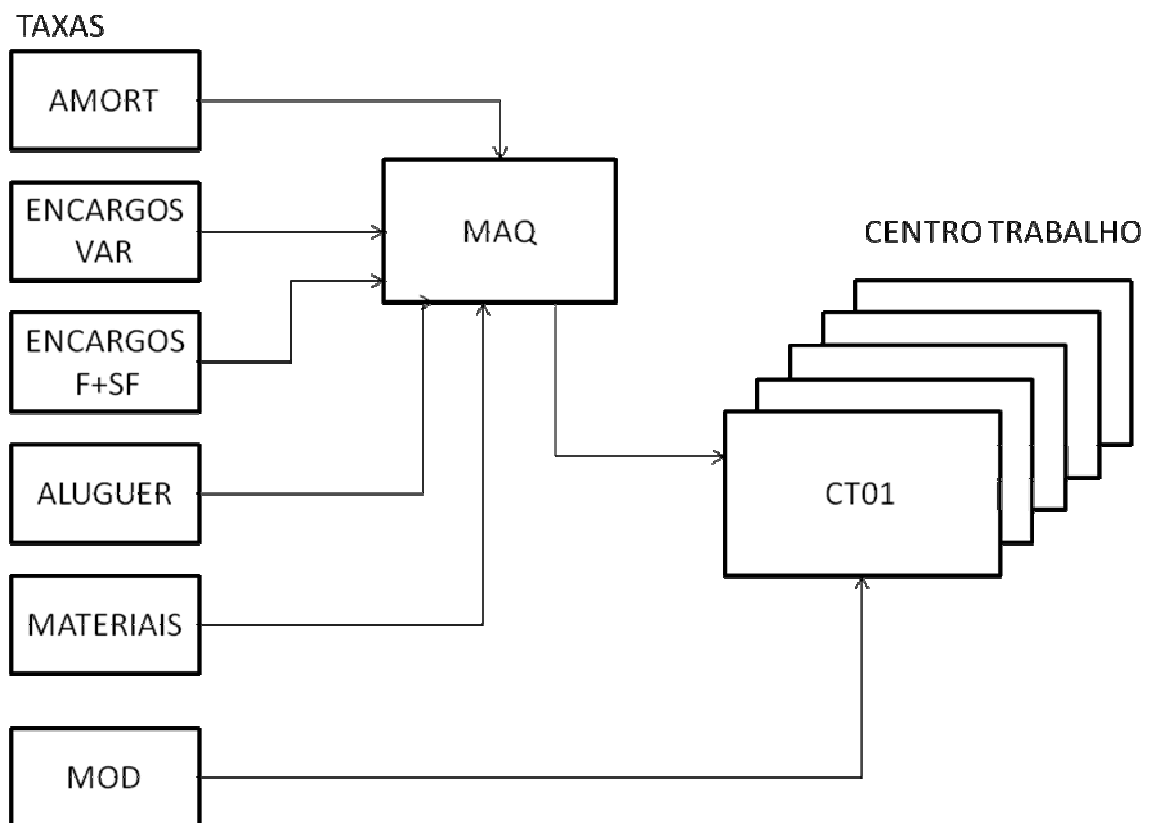 TAXAS
AMORT
ENCARGOS
VAR
MAQ
CENTRO TRABALHO
ENCARGOS
F+SF
ALUGUER
CT01
MATERIAIS
MOD